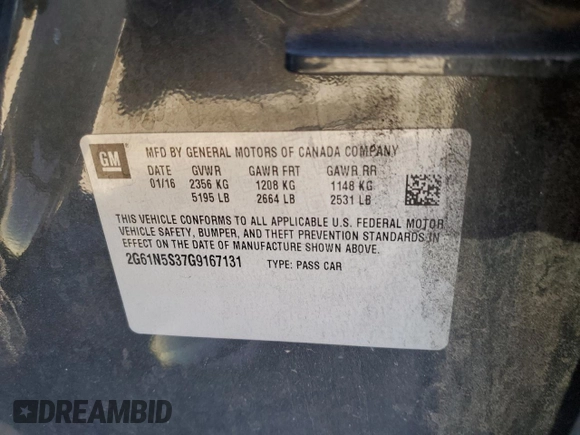 GM
MFD BY GENERAL MOTORS OF CANADA COMPANY
DATE GVWR GAWR FRT GAWR RR
01/16 2356 KG 1208 KG 1148 KG
5195 LB 2664 LB 2531 LB
THIS VEHICLE CONFORMS TO ALL APPLICABLE U.S. FEDERAL MOTOR
VEHICLE SAFETY, BUMPER, AND THEFT PREVENTION STANDARDS IN
EFFECT ON THE DATE OF MANUFACTURE SHOWN ABOVE.
2G61N5S37G9167131 TYPE: PASS CAR
DREAMBID